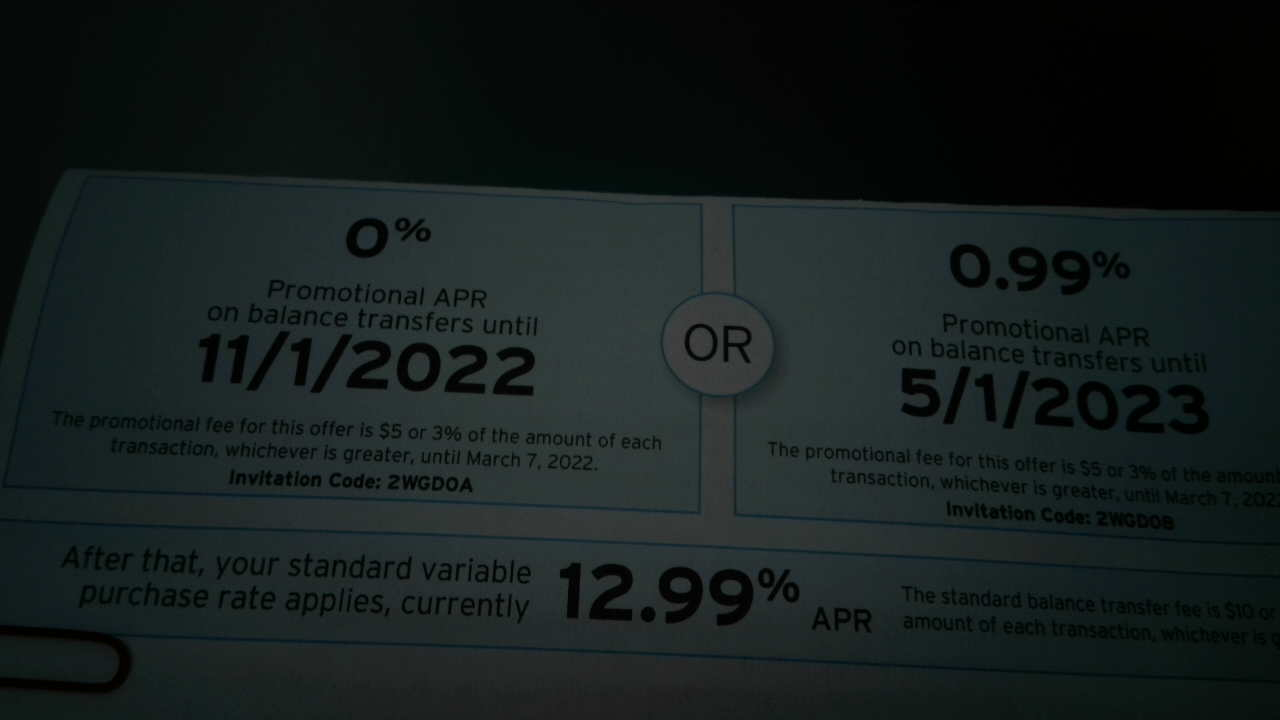 0%
Promotional APR
on balance transfers until
11/1/2022
The promotional fee for this offer is $5 or 3% of the amount of each
transaction, whichever is greater, until March 7, 2022.
Invitation Code: 2WGDOA
OR
0.99%
Promotional APR
on balance transfers until
5/1/2023
The promotional fee for this offer is $5 or 3% of the amount
transaction, whichever is greater, until March 7, 202
Invitation Code: 2WGDOB
After that, your standard variable
purchase rate applies, currently
12.99% APR
The standard balance transfer fee is $10 or
amount of each transaction, whichever is